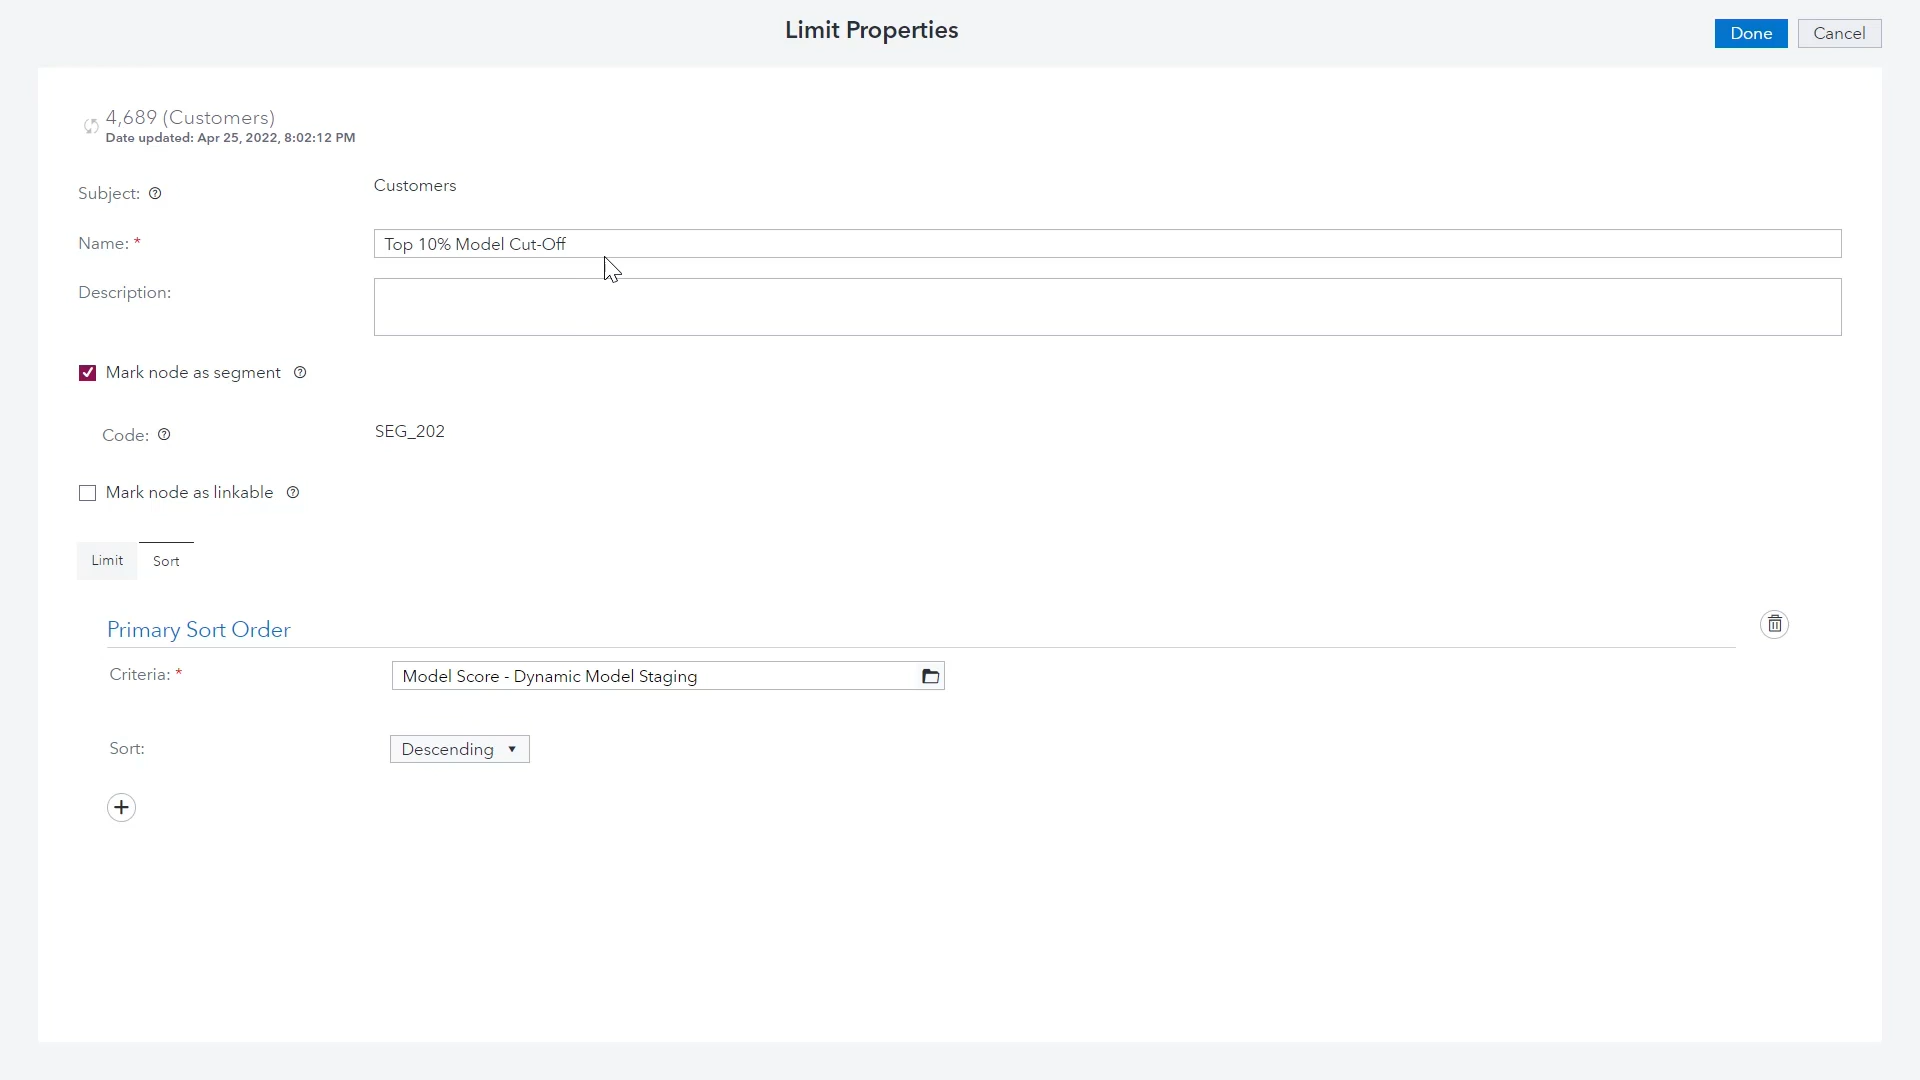 Limit Properties
Done
Cancel
4,689 (Customers)
Date updated: Apr 25, 2022, 8:02:12 PM
Subject:
Customers
Name: *
Top 10% Model Cut-Off
Description:
Mark node as segment
Code:
SEG_202
Mark node as linkable
Limit
Sort
Primary Sort Order
Criteria: *
Model Score - Dynamic Model Staging
Sort:
Descending